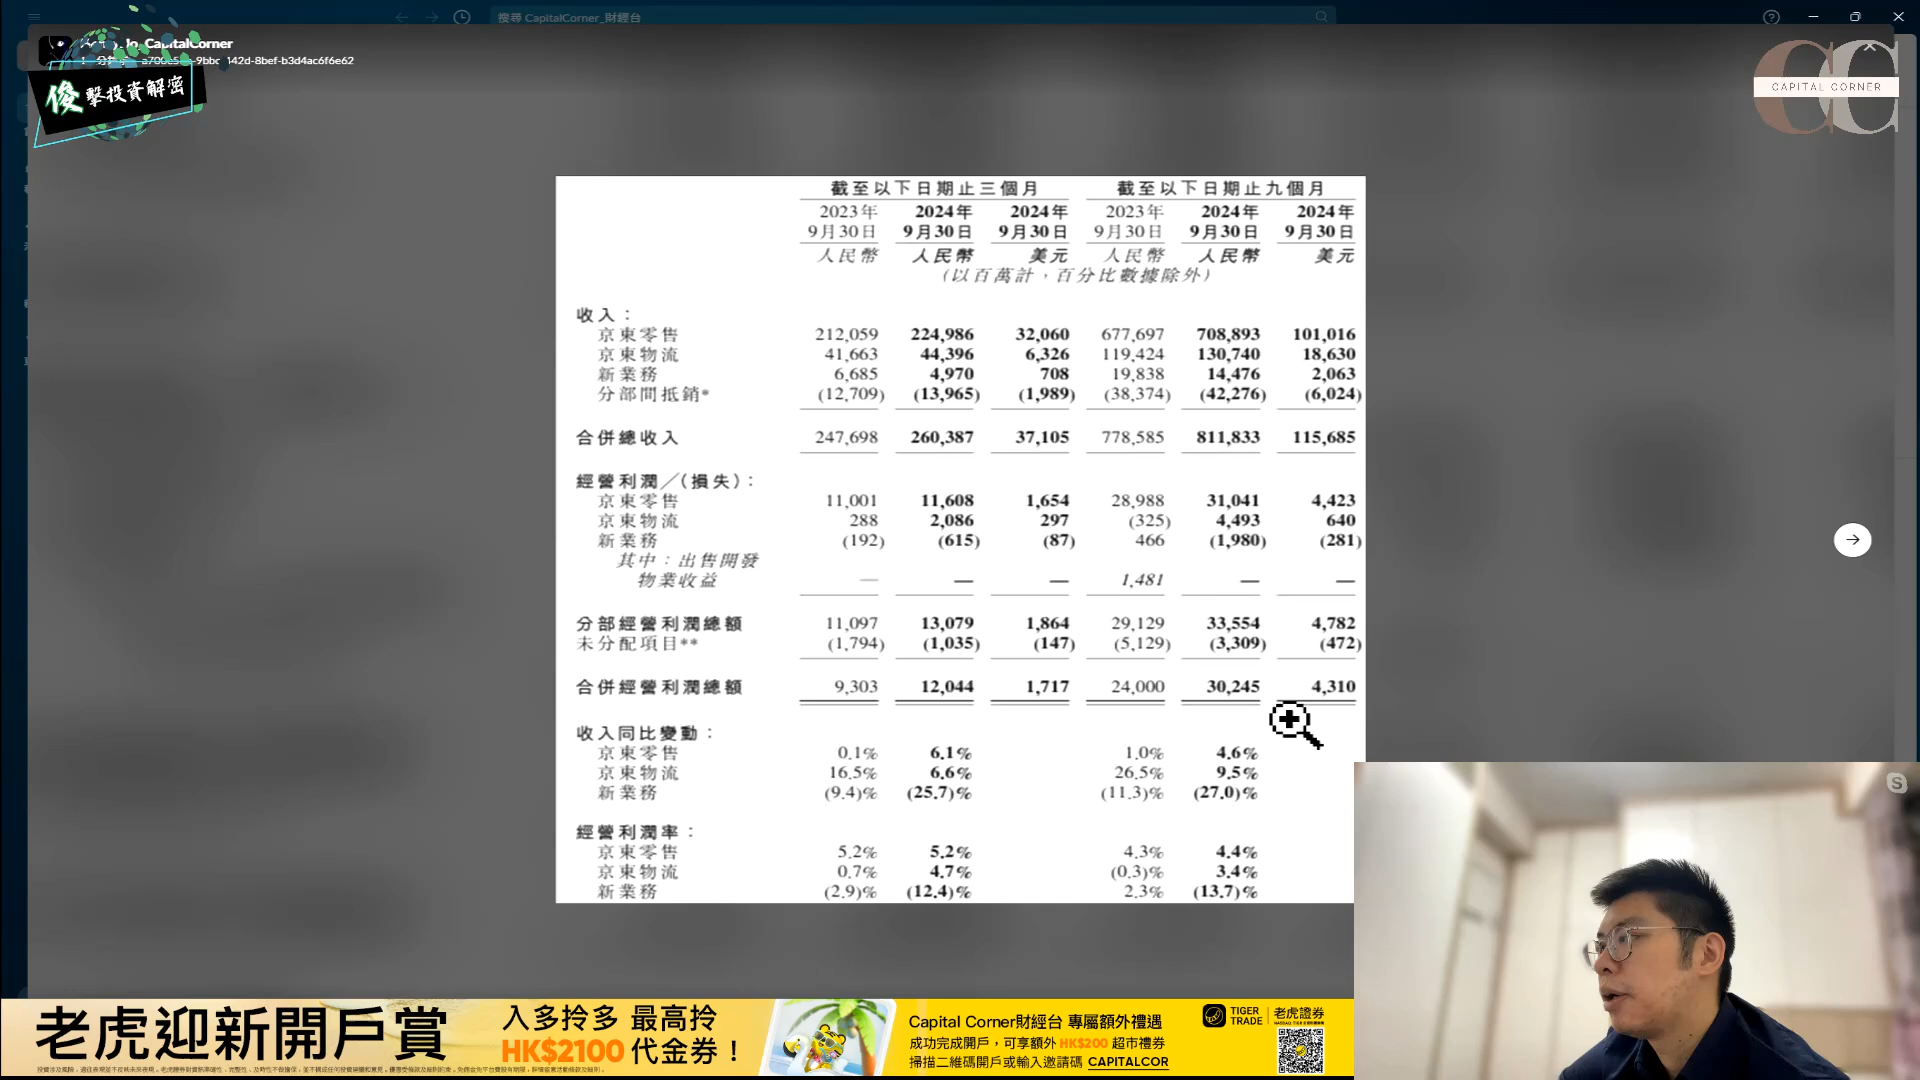 搜尋 CapitalCorner_財經台
CapitalCorner
142d-8bef-b3d4ac6f6e62
俊擊投資解密
CAPITAL CORNER
截至以下日期止三個月 截至以下日期止九個月
2023年 2024年 2024年 2023年 2024年 2024年
9月30日 9月30日 9月30日 9月30日 9月30日 9月30日
人民幣 人民幣 美元 人民幣 人民幣 美元
(以百萬計，百分比數據除外)
收入：
京東零售 212,059 224,986 32,060 677,697 708,893 101,016
京東物流 41,663 44,396 6,326 119,424 130,740 18,630
新業務 6,685 4,970 708 19,838 14,476 2,063
分部間抵銷* (12,709) (13,965) (1,989) (38,374) (42,276) (6,024)
合併總收入 247,698 260,387 37,105 778,585 811,833 115,685
經營利潤／(損失)：
京東零售 11,001 11,608 1,654 28,988 31,041 4,423
京東物流 288 2,086 297 (325) 4,493 640
新業務 (192) (615) (87) 466 (1,980) (281)
其中：出售開發
物業收益 — — — 1,481 — —
分部經營利潤總額 11,097 13,079 1,864 29,129 33,554 4,782
未分配項目** (1,794) (1,035) (147) (5,129) (3,309) (472)
合併經營利潤總額 9,303 12,044 1,717 24,000 30,245 4,310
收入同比變動：
京東零售 0.1% 6.1% 1.0% 4.6%
京東物流 16.5% 6.6% 26.5% 9.5%
新業務 (9.4)% (25.7)% (11.3)% (27.0)%
經營利潤率：
京東零售 5.2% 5.2% 4.3% 4.4%
京東物流 0.7% 4.7% (0.3)% 3.4%
新業務 (2.9)% (12.4)% 2.3% (13.7)%
老虎迎新開戶賞
入多拎多 最高拎
HK$2100 代金券！
Capital Corner財經台 專屬額外禮遇
成功完成開戶，可享額外 HK$200 超市禮券
掃描二維碼開戶或輸入邀請碼 CAPITALCOR
TIGER TRADE 老虎證券